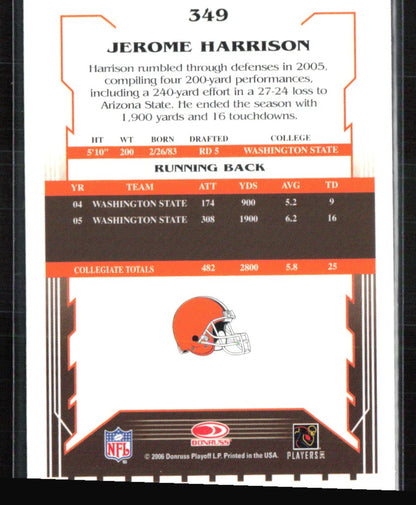 349
JEROME HARRISON
Harrison rumbled through defenses in 2005,
compiling four 200-yard performances,
including a 240-yard effort in a 27-24 loss to
Arizona State. He ended the season with
1,900 yards and 16 touchdowns.
HT WT BORN DRAFTED COLLEGE
5'10" 200 2/26/83 RD 5 WASHINGTON STATE
RUNNING BACK
YR TEAM ATT YDS AVG TD
04 WASHINGTON STATE 174 900 5.2 9
05 WASHINGTON STATE 308 1900 6.2 16
COLLEGIATE TOTALS 482 2800 5.8 25
NFL
DONRUSS
PLAYERS INC
© 2006 Donruss Playoff L.P. Printed in the USA.